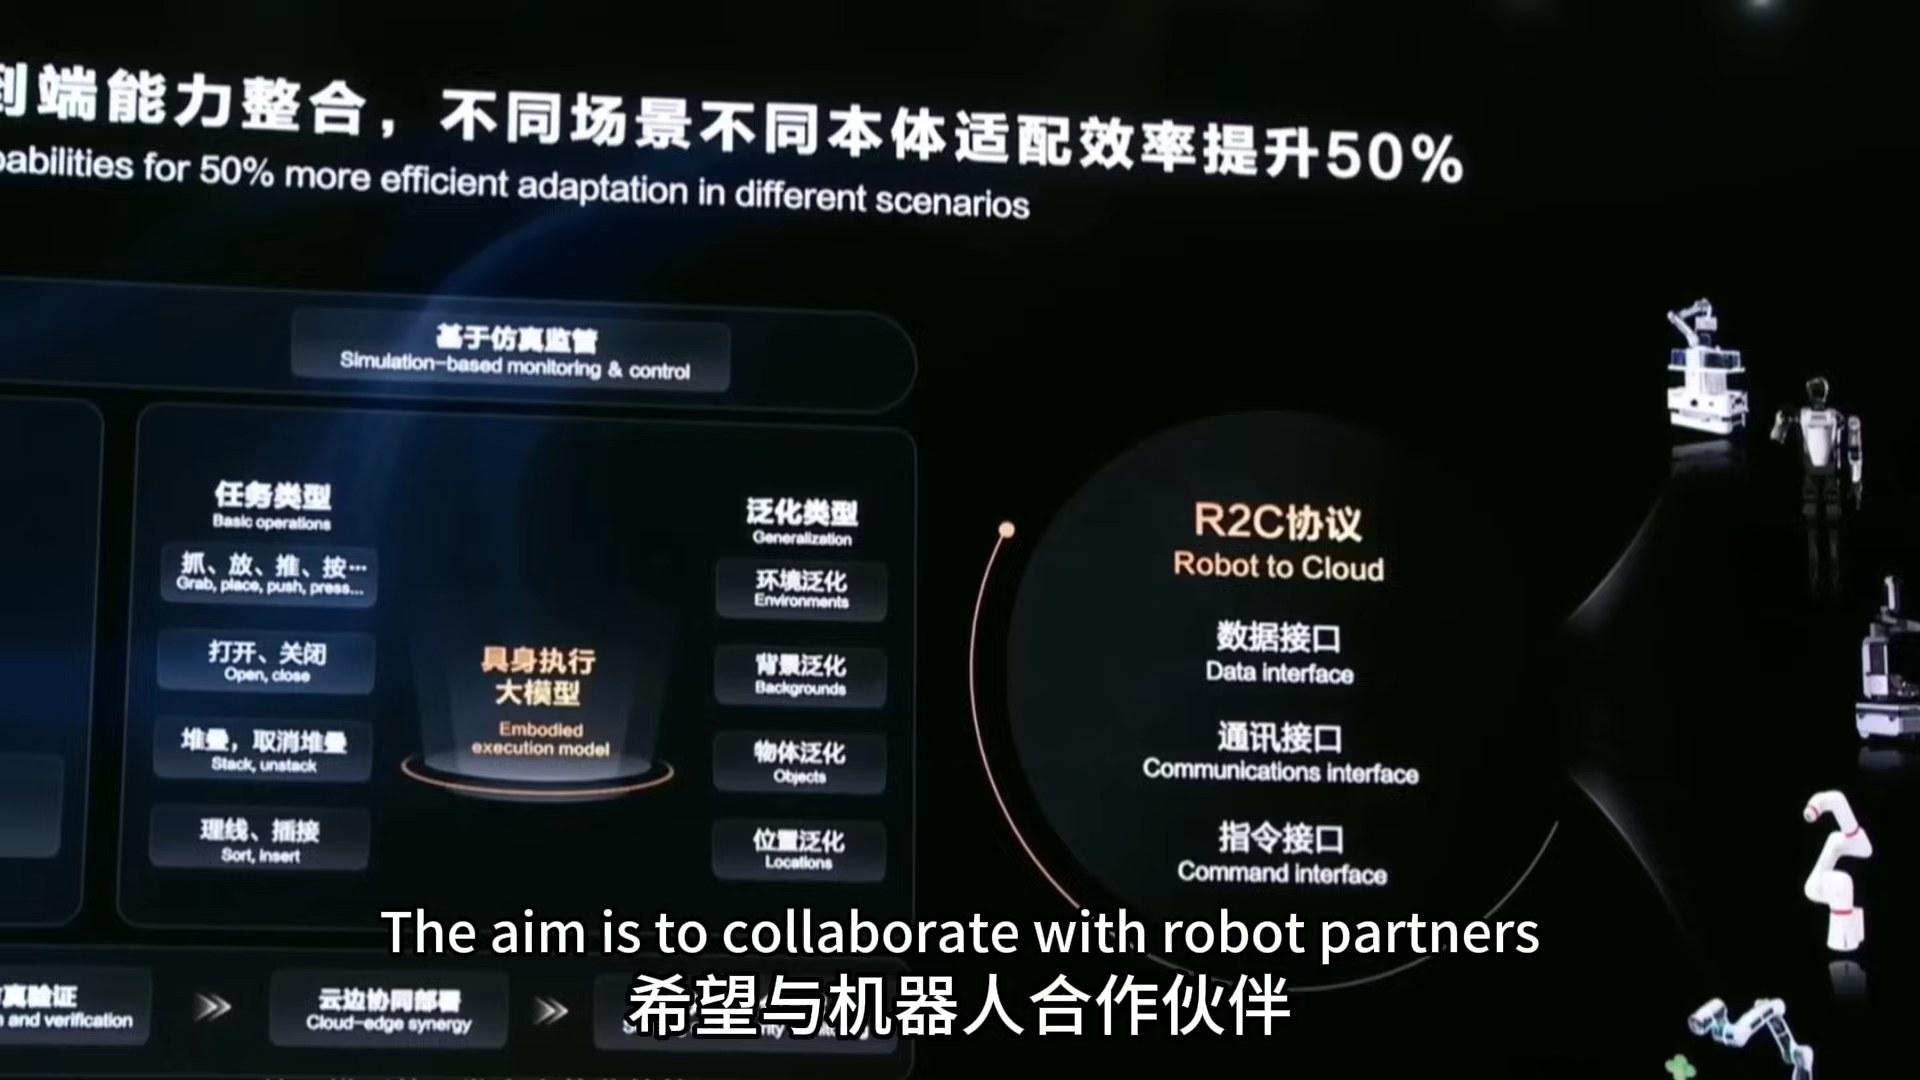 到端能力整合，不同场景不同本体适配效率提升50%
for 50% more efficient adaptation in different scenarios
基于仿真监管
Simulation-based monitoring & control
任务类型
Basic operations
抓、放、推、按…
Grab, place, push, press...
打开、关闭
Open, close
堆叠，取消堆叠
Stack, unstack
理线、插接
Sort, insert
具身执行
大模型
Embodied
execution model
泛化类型
Generalization
环境泛化
Environments
背景泛化
Backgrounds
物体泛化
Objects
位置泛化
Locations
R2C协议
Robot to Cloud
数据接口
Data interface
通讯接口
Communications interface
指令接口
Command interface
真验证
and verification
云边协同部署
Cloud-edge synergy
The aim is to collaborate with robot partners
希望与机器人合作伙伴